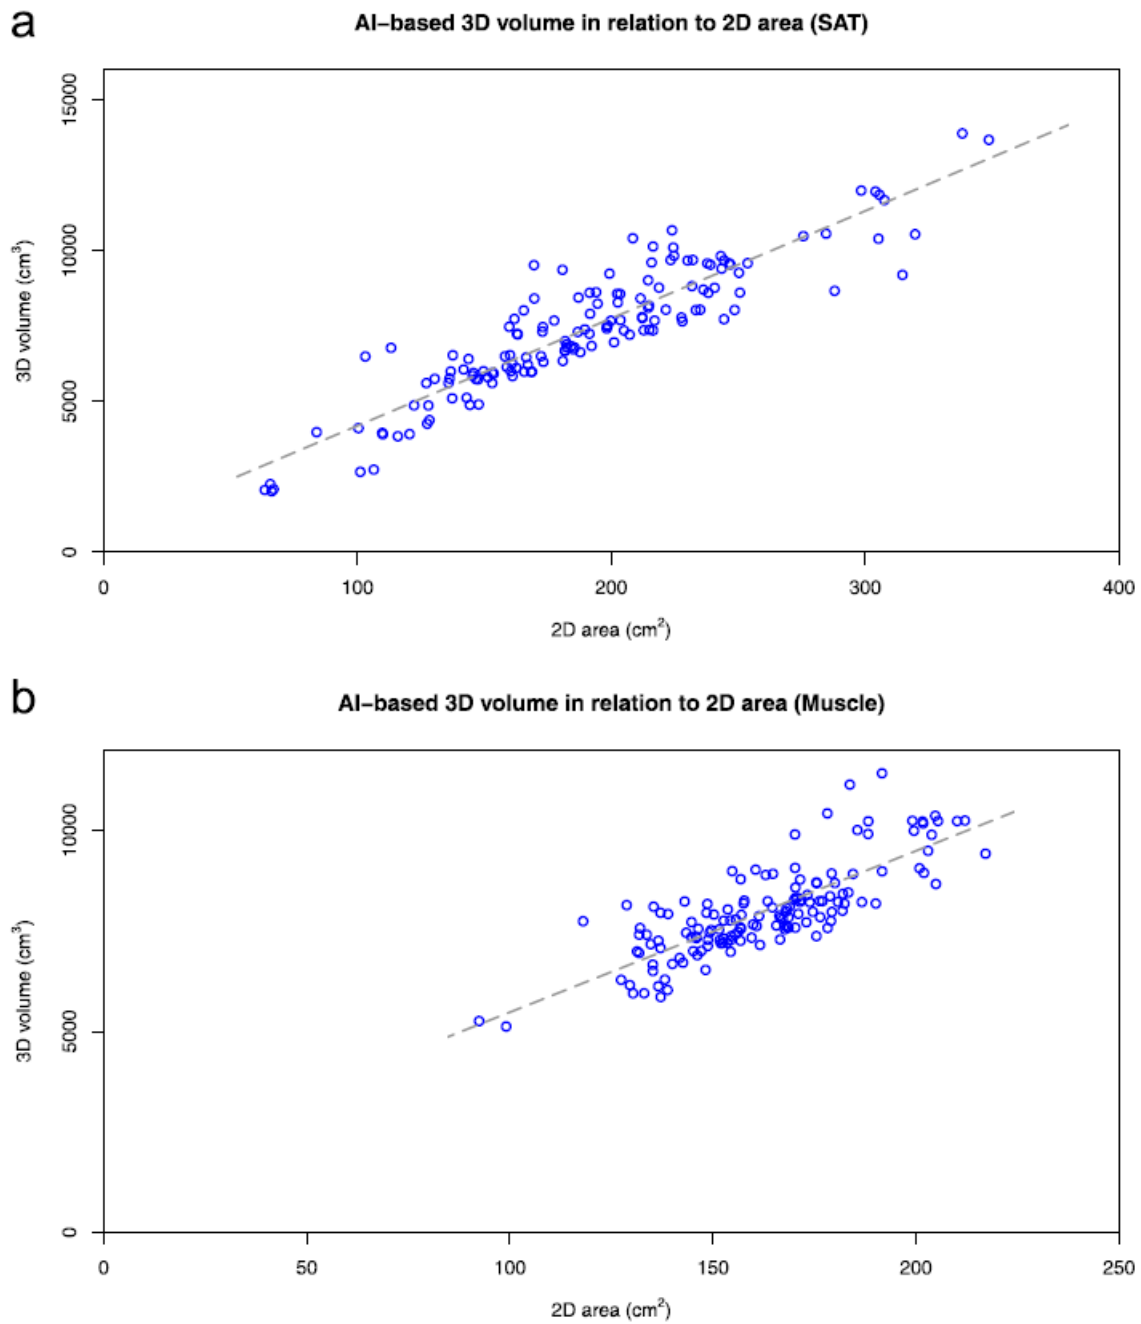 a
AI–based 3D volume in relation to 2D area (SAT)
15000
10000
5000
0
3D volume (cm³)
0 100 200 300 400
2D area (cm²)
b
AI–based 3D volume in relation to 2D area (Muscle)
10000
5000
0
3D volume (cm³)
0 50 100 150 200 250
2D area (cm²)